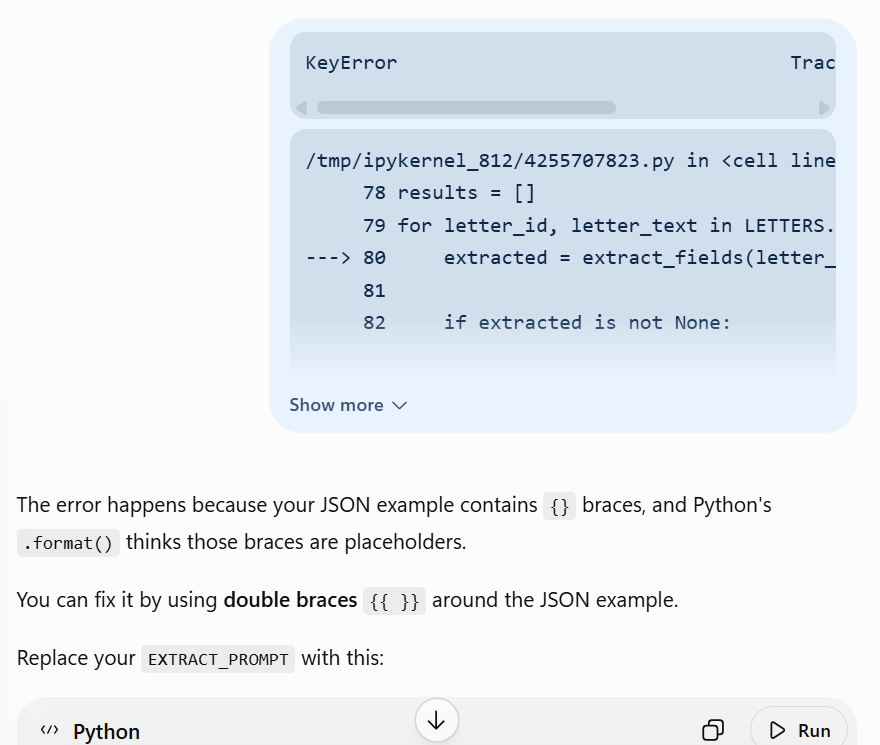 KeyError Trac
/tmp/ipykernel_812/4255707823.py in <cell line
78 results = []
79 for letter_id, letter_text in LETTERS.
---> 80 extracted = extract_fields(letter_
81
82 if extracted is not None:
Show more
The error happens because your JSON example contains {} braces, and Python's
.format() thinks those braces are placeholders.
You can fix it by using double braces {{ }} around the JSON example.
Replace your EXTRACT_PROMPT with this:
</> Python Run